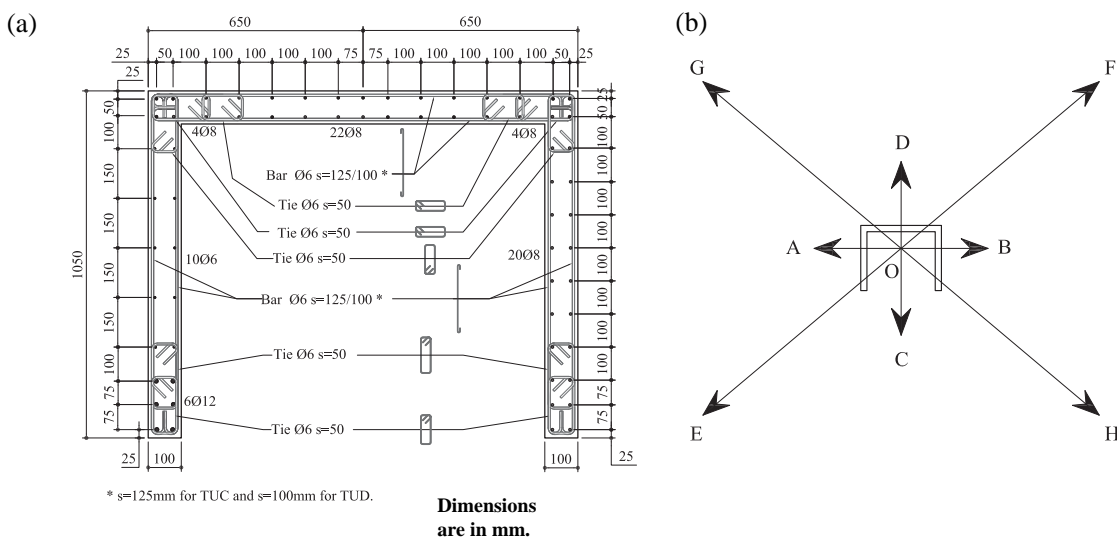 (a)
650 650
25 50 100 100 100 100 100 75 75 100 100 100 100 100 50 25
25
50
100
150
150
150
150
100
75
75
25
1050
25
50
100
100
100
100
100
100
100
100
75
75
25
4Ø8 22Ø8 4Ø8
Bar Ø6 s=125/100 *
Tie Ø6 s=50
Tie Ø6 s=50
Tie Ø6 s=50
10Ø6 20Ø8
Bar Ø6 s=125/100 *
Tie Ø6 s=50
6Ø12
Tie Ø6 s=50
100 100
* s=125mm for TUC and s=100mm for TUD.
Dimensions
are in mm.
(b)
G F
D
A B
O
C
E H